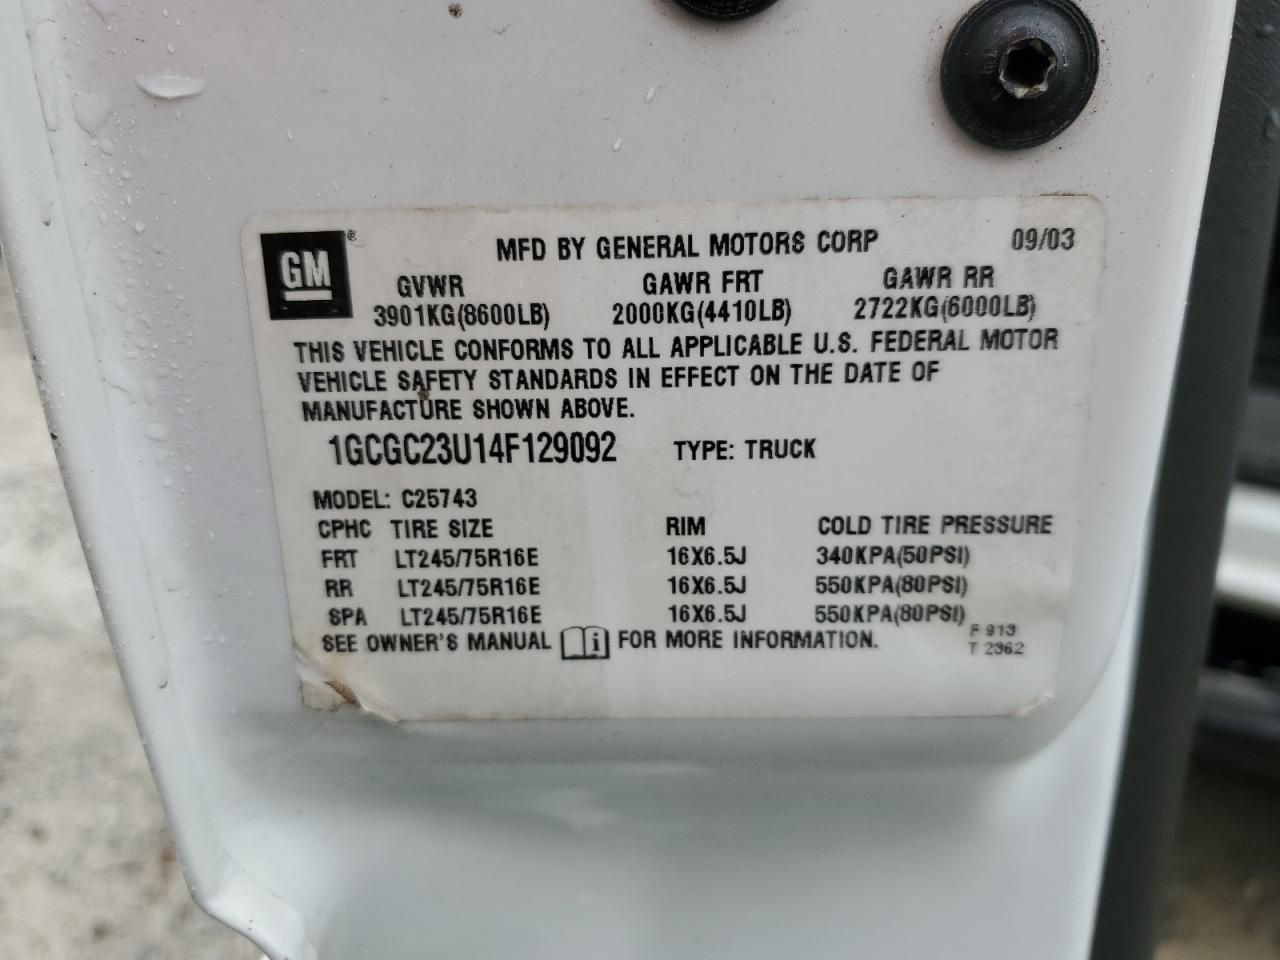 GM® MFD BY GENERAL MOTORS CORP 09/03
GVWR GAWR FRT GAWR RR
3901KG(8600LB) 2000KG(4410LB) 2722KG(6000LB)
THIS VEHICLE CONFORMS TO ALL APPLICABLE U.S. FEDERAL MOTOR
VEHICLE SAFETY STANDARDS IN EFFECT ON THE DATE OF
MANUFACTURE SHOWN ABOVE.
1GCGC23U14F129092 TYPE: TRUCK
MODEL: C25743
CPHC TIRE SIZE RIM COLD TIRE PRESSURE
FRT LT245/75R16E 16X6.5J 340KPA(50PSI)
RR LT245/75R16E 16X6.5J 550KPA(80PSI)
SPA LT245/75R16E 16X6.5J 550KPA(80PSI)
SEE OWNER'S MANUAL i FOR MORE INFORMATION.
F 913
T 2362